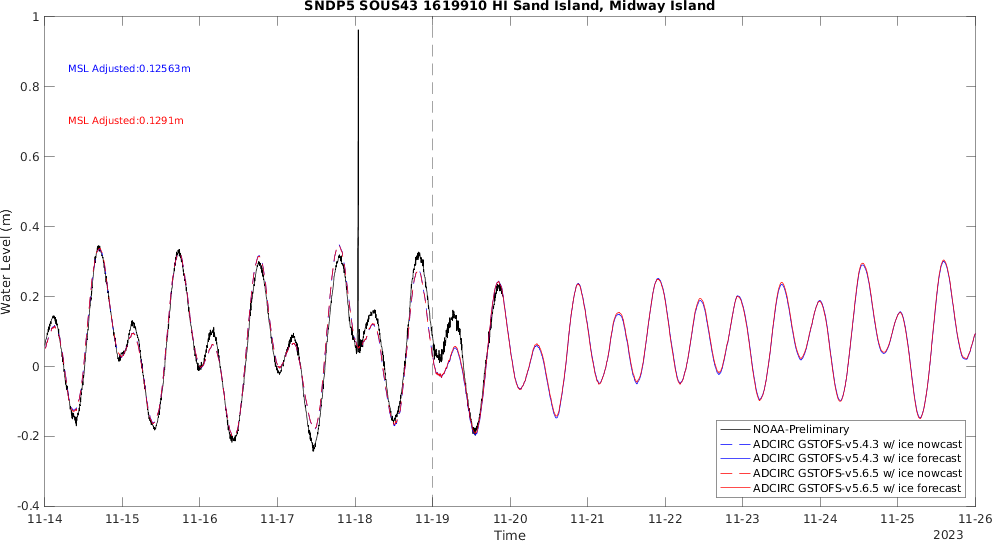 SNDP5 SOUS43 1619910 HI Sand Island, Midway Island
1
0.8
0.6
0.4
0.2
0
-0.2
-0.4
Water Level (m)
MSL Adjusted:0.12563m
MSL Adjusted:0.1291m
NOAA-Preliminary
ADCIRC GSTOFS-v5.4.3 w/ ice nowcast
ADCIRC GSTOFS-v5.4.3 w/ ice forecast
ADCIRC GSTOFS-v5.6.5 w/ ice nowcast
ADCIRC GSTOFS-v5.6.5 w/ ice forecast
11-14 11-15 11-16 11-17 11-18 11-19 11-20 11-21 11-22 11-23 11-24 11-25 11-26
Time
2023